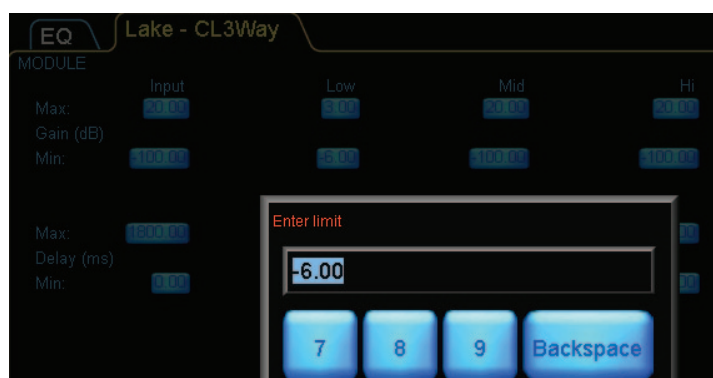 EQ Lake - CL3Way
MODULE
Input Low Mid Hi
Max: 20.00 3.00 20.00 20.00
Gain (dB)
Min: -100.00 -6.00 -100.00 -100.00
Max: 1800.00
Delay (ms)
Min: 0.00
Enter limit
-6.00
7 8 9 Backspace